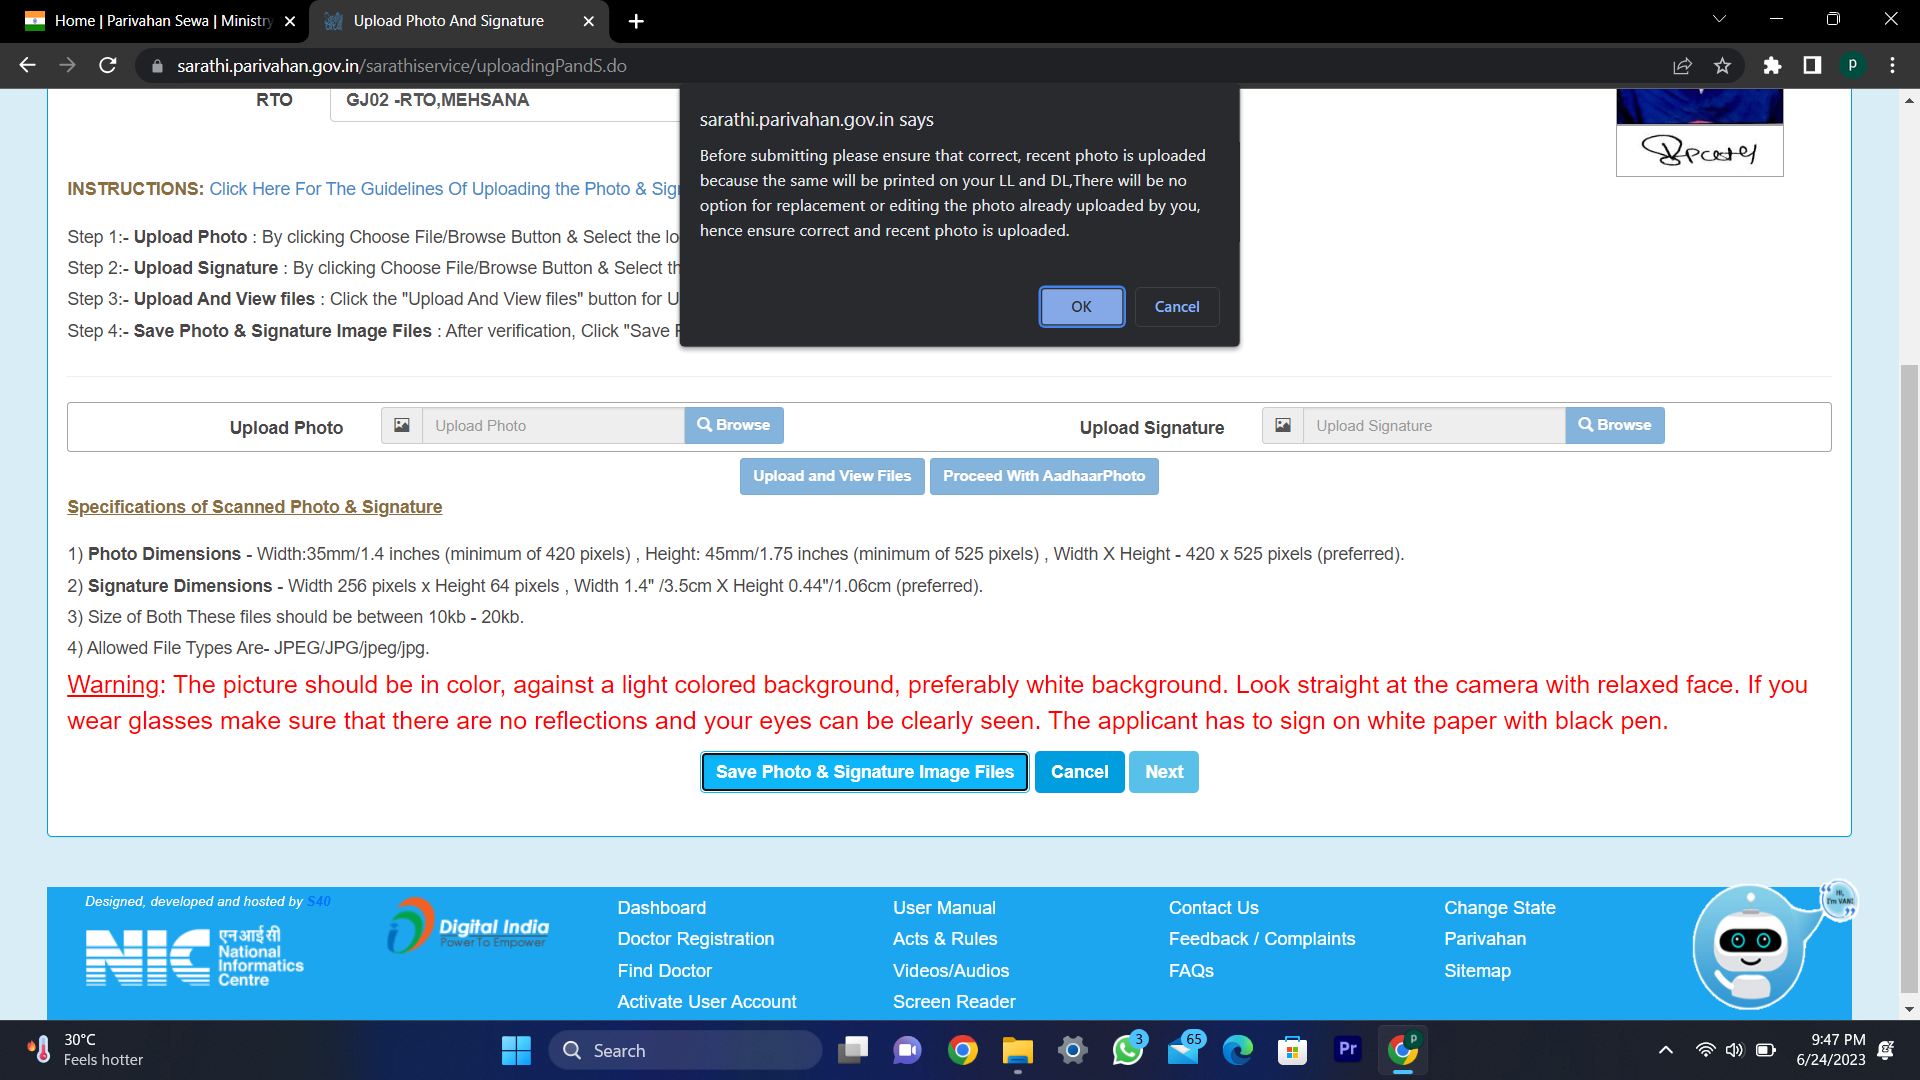 Home | Parivahan Sewa | Ministry
Upload Photo And Signature
sarathi.parivahan.gov.in/sarathiservice/uploadingPandS.do
P
RTO
GJ02 -RTO,MEHSANA
sarathi.parivahan.gov.in says
Before submitting please ensure that correct, recent photo is uploaded
because the same will be printed on your LL and DL,There will be no
option for replacement or editing the photo already uploaded by you,
hence ensure correct and recent photo is uploaded.
OK
Cancel
INSTRUCTIONS: Click Here For The Guidelines Of Uploading the Photo & Sig
Step 1:- Upload Photo : By clicking Choose File/Browse Button & Select the lo
Step 2:- Upload Signature : By clicking Choose File/Browse Button & Select th
Step 3:- Upload And View files : Click the "Upload And View files" button for U
Step 4:- Save Photo & Signature Image Files : After verification, Click "Save P
Upload Photo
Upload Photo
Browse
Upload Signature
Upload Signature
Browse
Upload and View Files
Proceed With AadhaarPhoto
Specifications of Scanned Photo & Signature
1) Photo Dimensions - Width:35mm/1.4 inches (minimum of 420 pixels) , Height: 45mm/1.75 inches (minimum of 525 pixels) , Width X Height - 420 x 525 pixels (preferred).
2) Signature Dimensions - Width 256 pixels x Height 64 pixels , Width 1.4" /3.5cm X Height 0.44"/1.06cm (preferred).
3) Size of Both These files should be between 10kb - 20kb.
4) Allowed File Types Are- JPEG/JPG/jpeg/jpg.
Warning: The picture should be in color, against a light colored background, preferably white background. Look straight at the camera with relaxed face. If you
wear glasses make sure that there are no reflections and your eyes can be clearly seen. The applicant has to sign on white paper with black pen.
Save Photo & Signature Image Files
Cancel
Next
Designed, developed and hosted by S40
NIC
एन आई सी
National
Informatics
Centre
Digital India
Power To Empower
Dashboard
Doctor Registration
Find Doctor
Activate User Account
User Manual
Acts & Rules
Videos/Audios
Screen Reader
Contact Us
Feedback / Complaints
FAQs
Change State
Parivahan
Sitemap
Hi,
I'm VANI
30°C
Feels hotter
Search
3
65
Pr
P
9:47 PM
6/24/2023